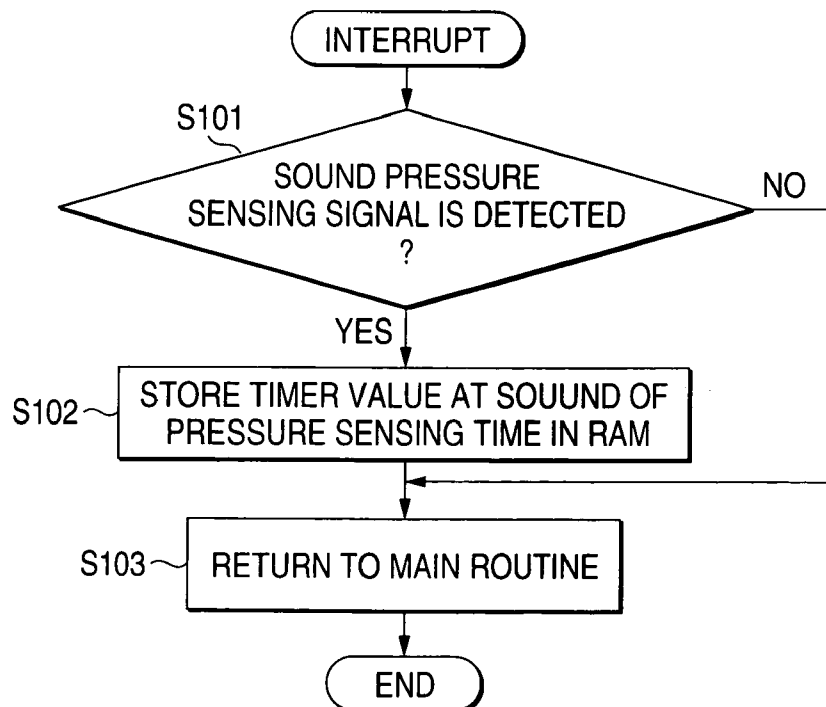 INTERRUPT
S101
SOUND PRESSURE
SENSING SIGNAL IS DETECTED
?
NO
YES
S102
STORE TIMER VALUE AT SOUUND OF
PRESSURE SENSING TIME IN RAM
S103
RETURN TO MAIN ROUTINE
END